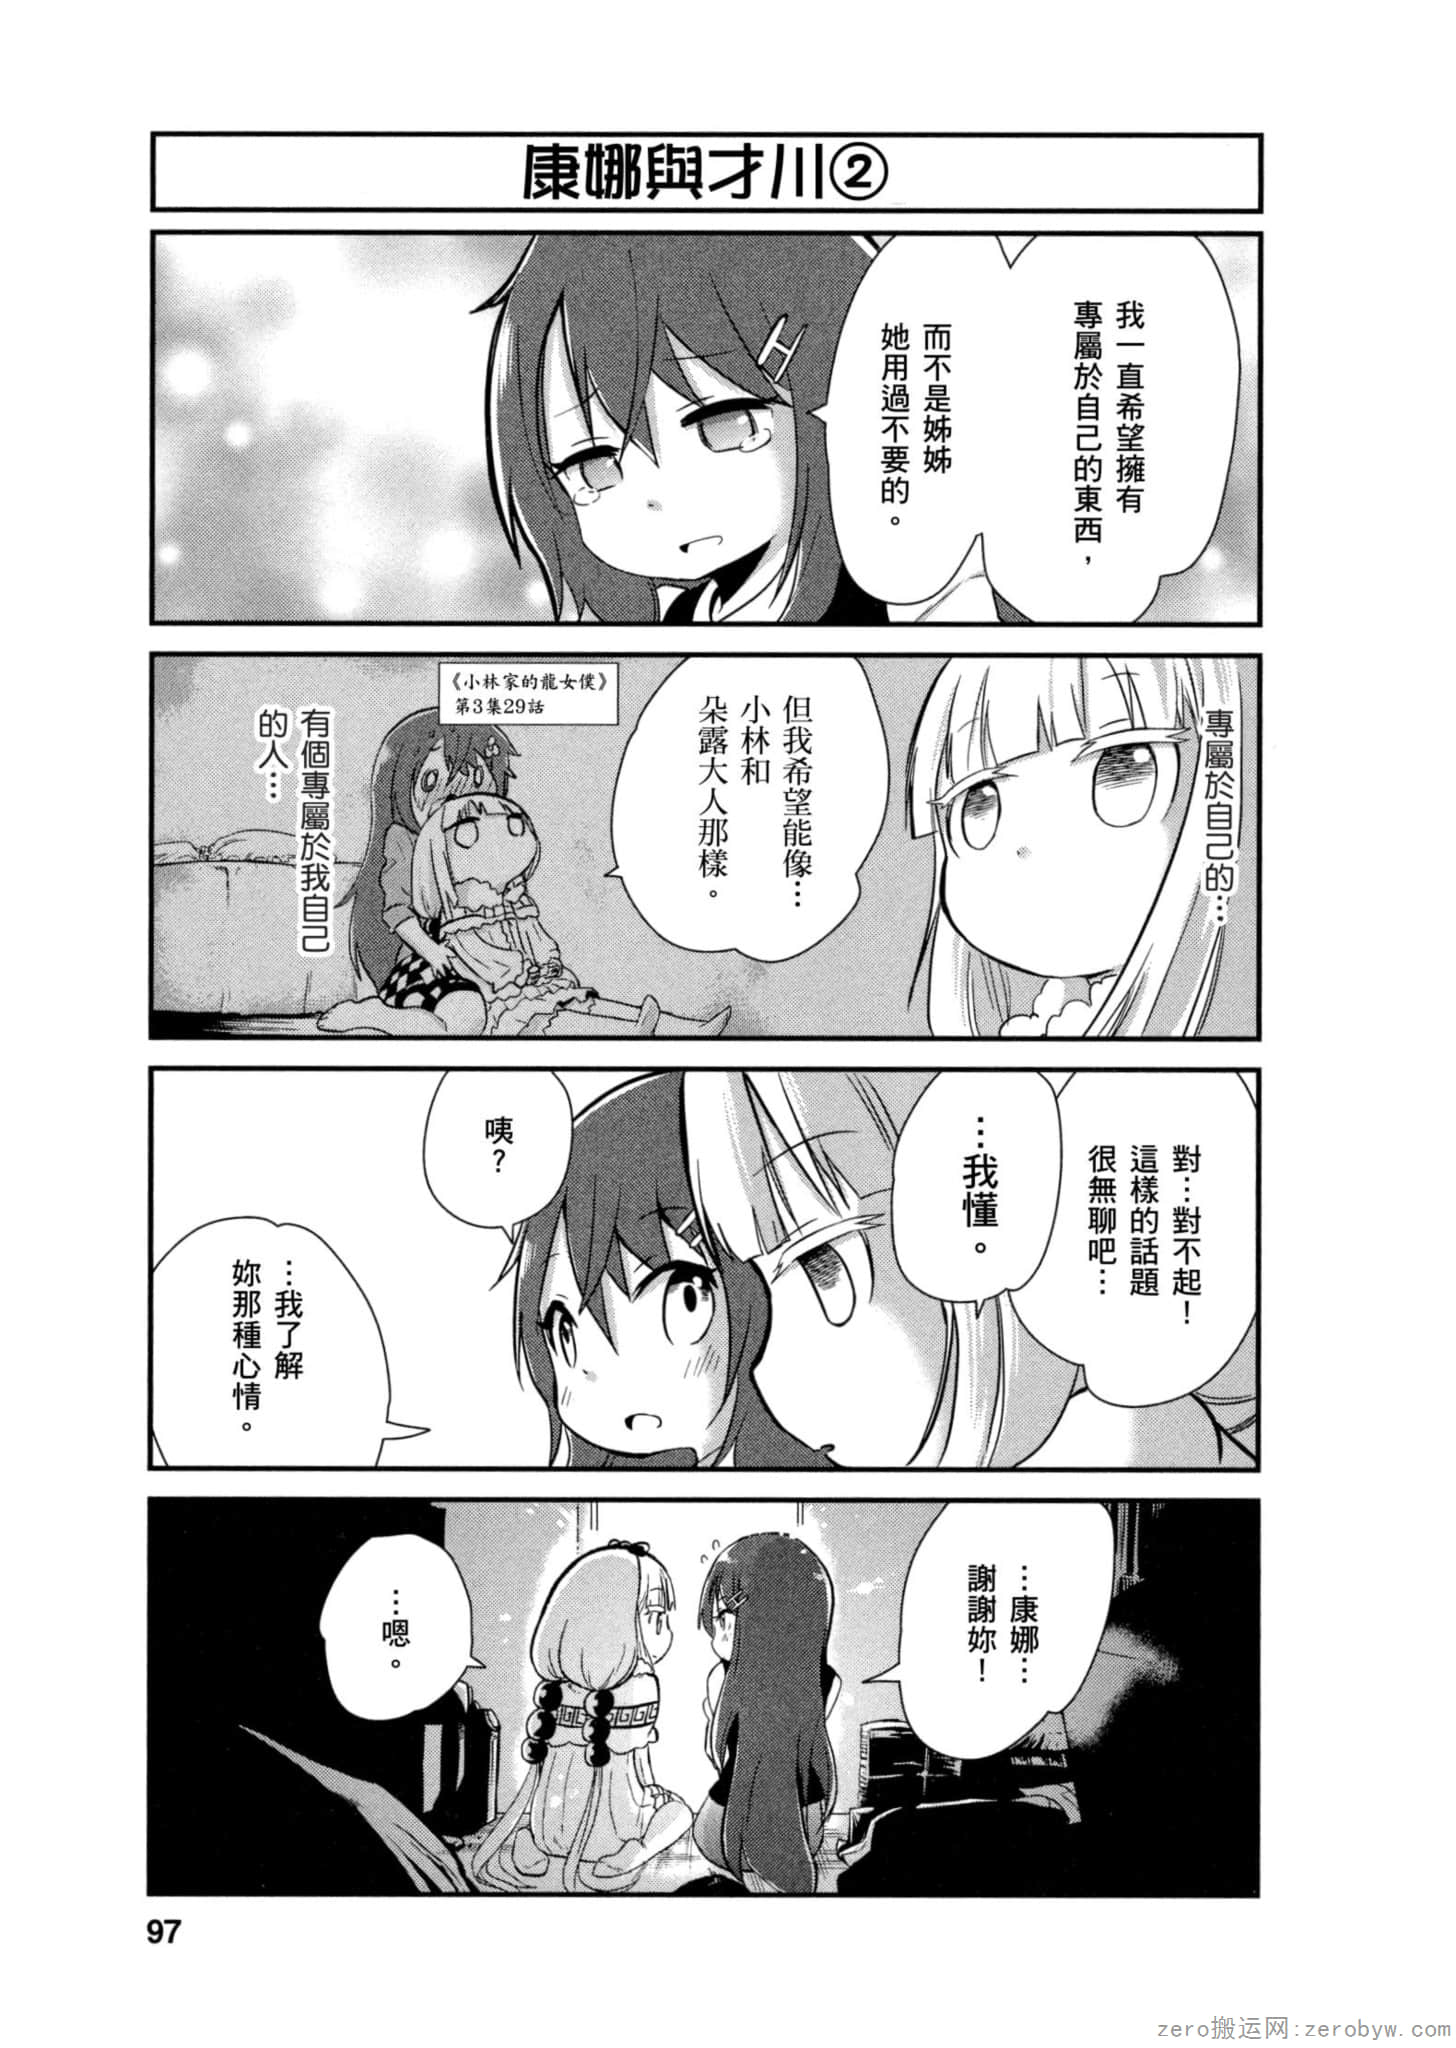 康娜與才川②
我一直希望擁有
專屬於自己的東西，
而不是姊姊
她用過不要的。
專屬於自己的…
但我希望能像…
小林和
朵露大人那樣。
《小林家的龍女僕》
第3集29話
有個專屬於我自己
的人…
對…對不起！
這樣的話題
很無聊吧…
…我懂。
咦？
…我了解
妳那種心情。
…康娜…
謝謝妳！
…嗯。
97
zero搬运网:zerobyw.com